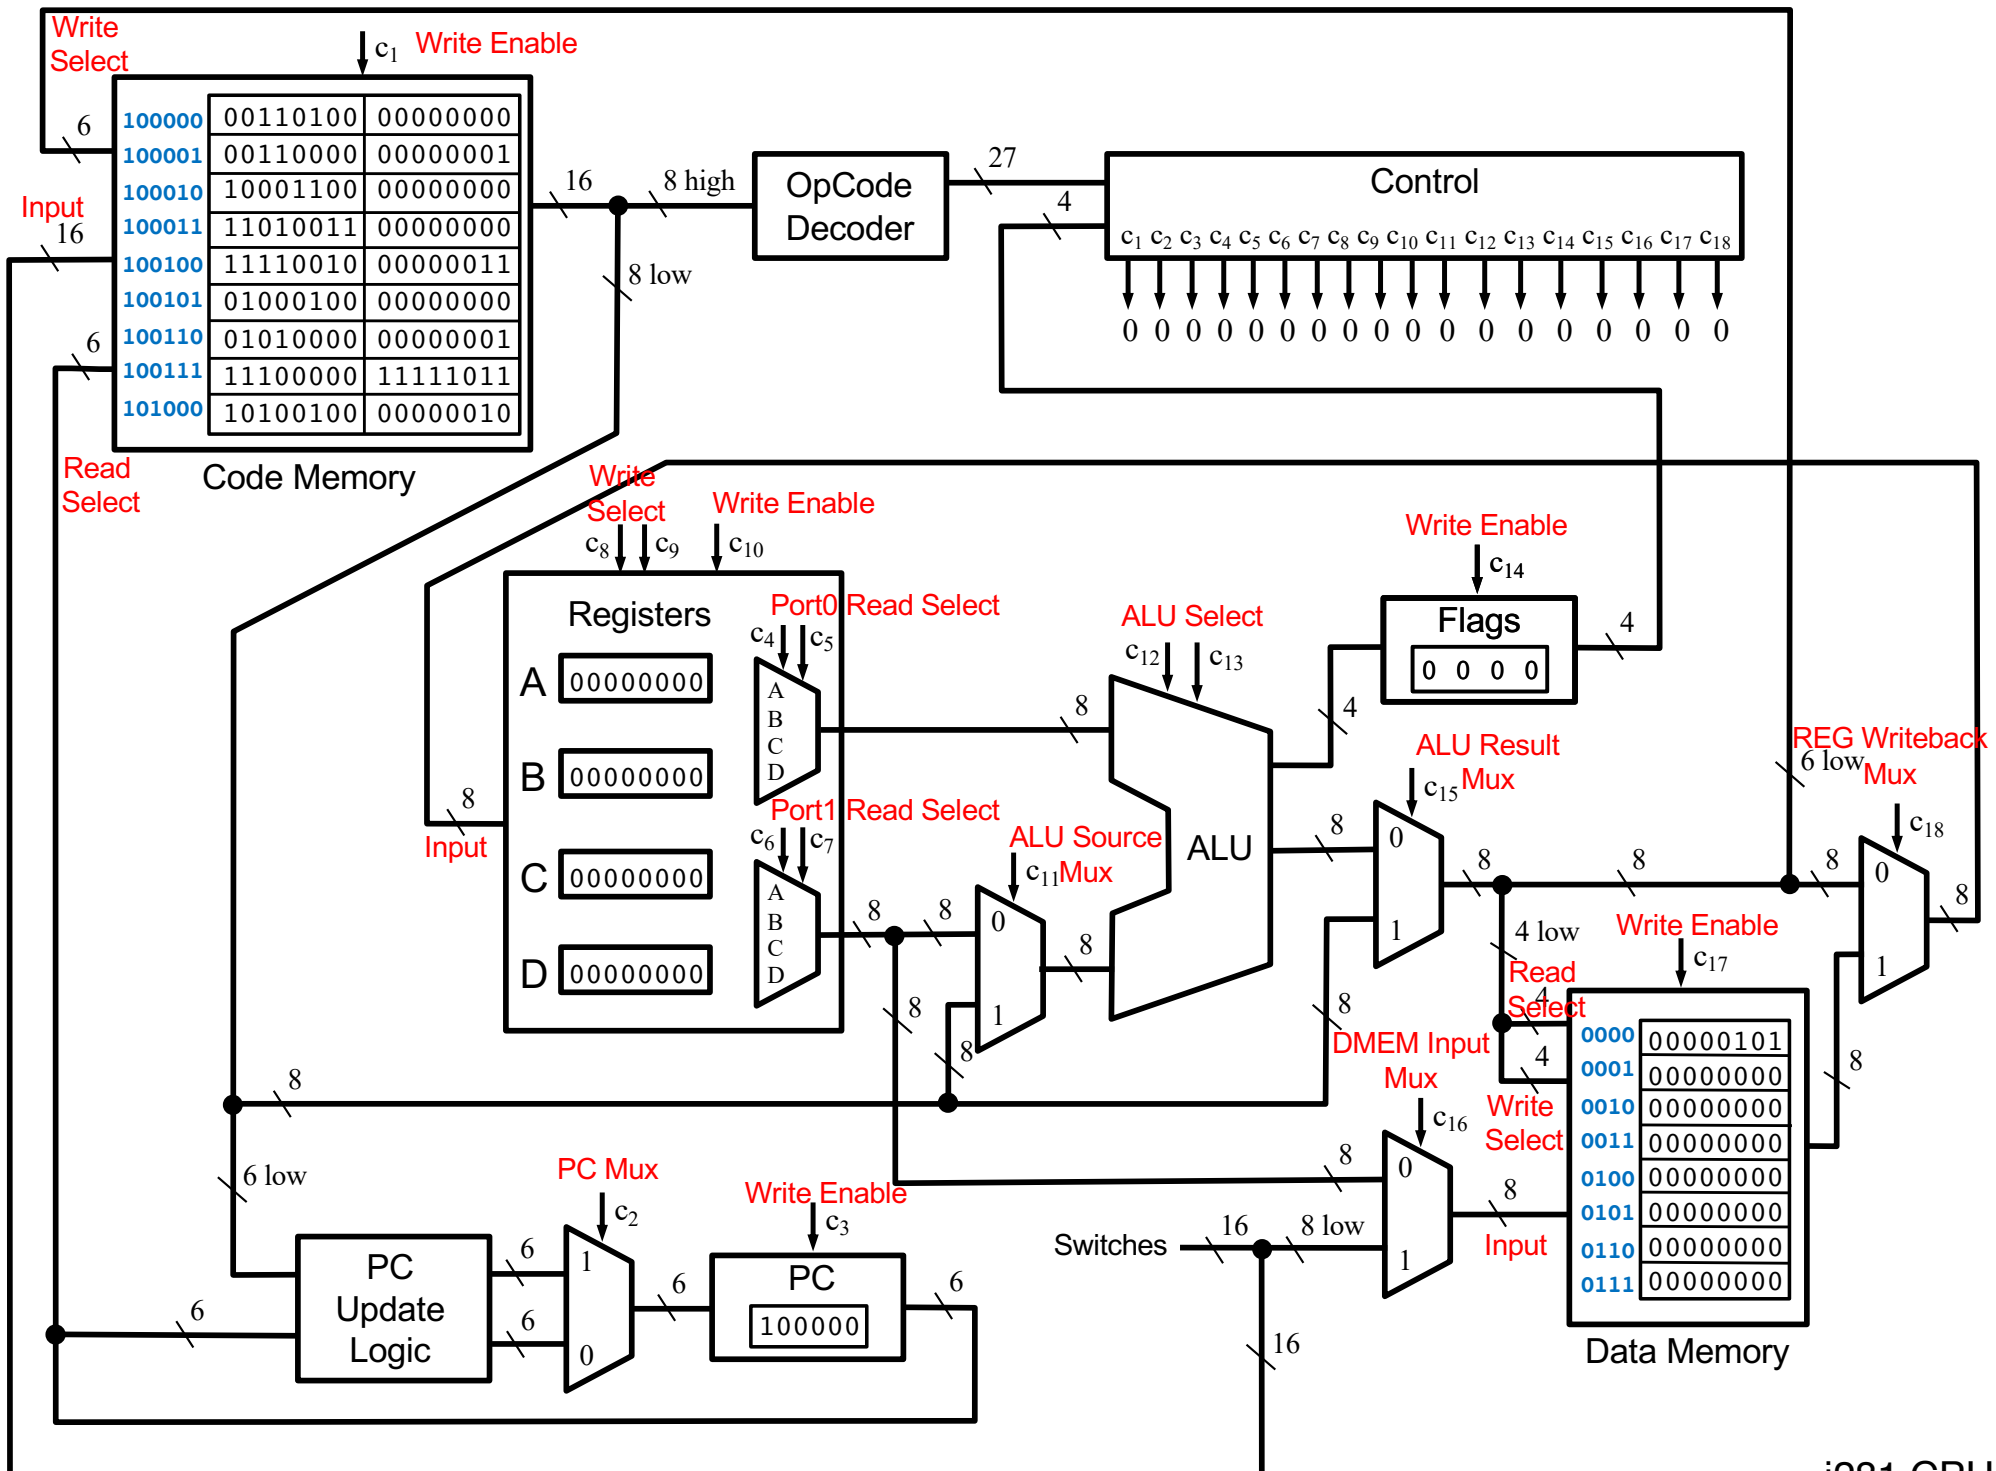 Write
Select
c1 Write Enable
6
Input
16
6
100000 00110100 00000000
100001 00110000 00000001
100010 10001100 00000000
100011 11010011 00000000
100100 11110010 00000011
100101 01000100 00000000
100110 01010000 00000001
100111 11100000 11111011
101000 10100100 00000010
Read
Select
Code Memory
16
8 high
8 low
OpCode
Decoder
27
4
Control
c1 c2 c3 c4 c5 c6 c7 c8 c9 c10 c11 c12 c13 c14 c15 c16 c17 c18
0 0 0 0 0 0 0 0 0 0 0 0 0 0 0 0 0 0
Write
Select
c8 c9
Write Enable
c10
Registers
A 00000000
B 00000000
C 00000000
D 00000000
8
Input
Port0 Read Select
c4 c5
A
B
C
D
Port1 Read Select
c6 c7
A
B
C
D
8
8
8
8
ALU Source
Mux
c11
0
1
8
8
ALU Select
c12 c13
ALU
8
4
Write Enable
c14
Flags
0 0 0 0
4
ALU Result
Mux
c15
0
1
8
8
8
8
8
6 low
REG Writeback
Mux
c18
0
1
8
4 low
Read
Select
4
4
Write
Select
Write Enable
c17
0000 00000101
0001 00000000
0010 00000000
0011 00000000
0100 00000000
0101 00000000
0110 00000000
0111 00000000
8
Data Memory
DMEM Input
Mux
c16
0
1
8
8
Input
Switches
16
8 low
16
8
6 low
6
PC
Update
Logic
6
6
PC Mux
c2
1
0
6
Write Enable
c3
PC
100000
6